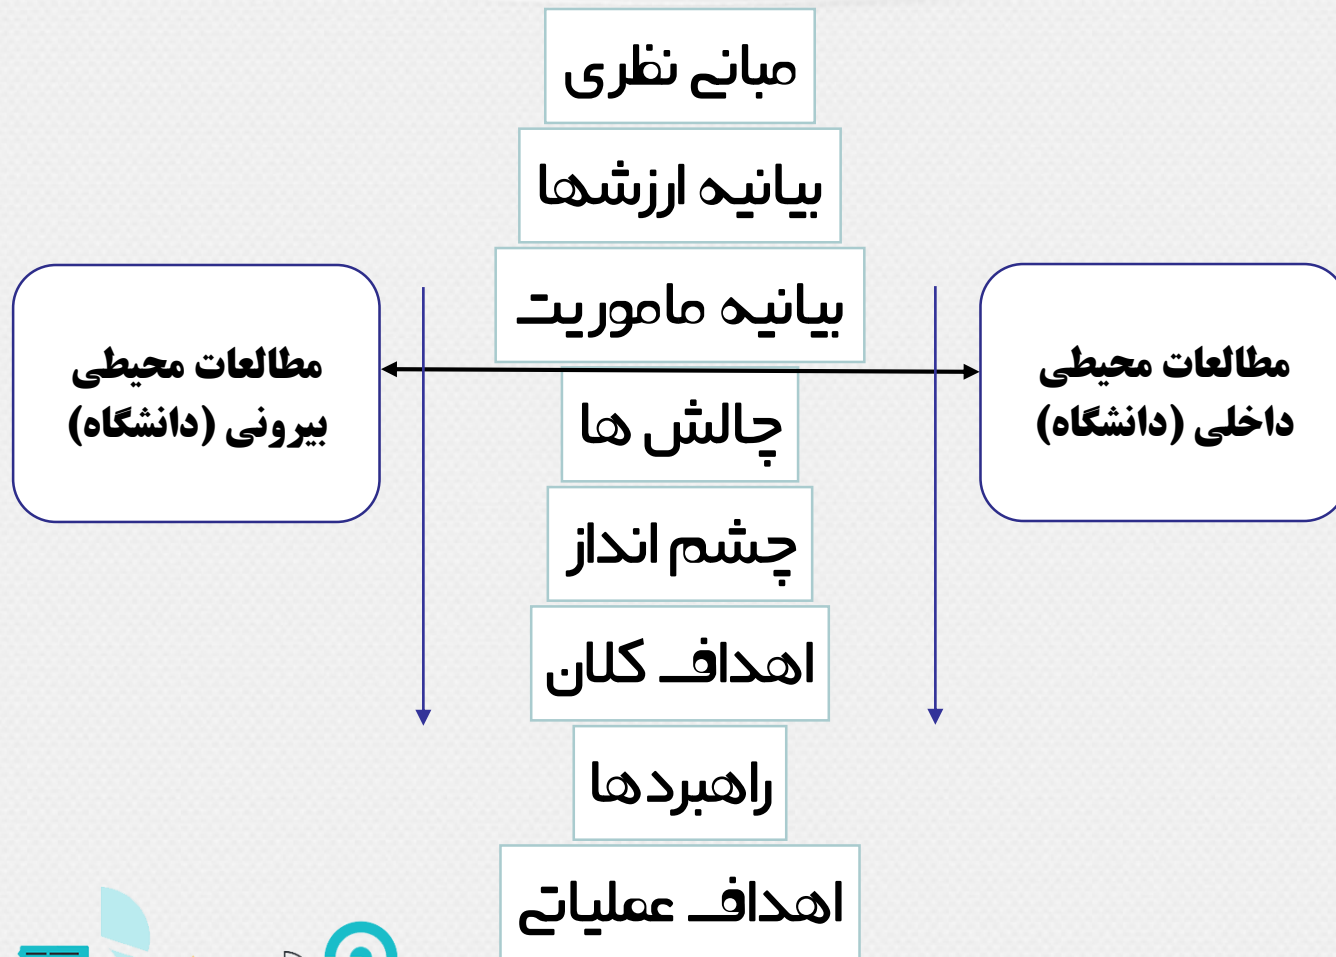 مبانی نظری
بیانیه ارزشها
بیانیه ماموریت
مطالعات محیطی
داخلی (دانشگاه)
مطالعات محیطی
بیرونی (دانشگاه)
چالش ها
چشم انداز
اهداف کلان
راهبردها
اهداف عملیاتی